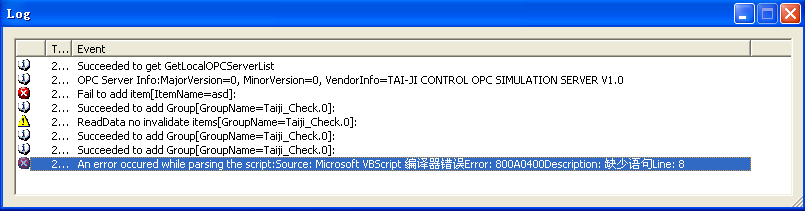 Log
T... Event
2... Succeeded to get GetLocalOPCServerList
2... OPC Server Info:MajorVersion=0, MinorVersion=0, VendorInfo=TAI-JI CONTROL OPC SIMULATION SERVER V1.0
2... Fail to add item[ItemName=asd]:
2... Succeeded to add Group[GroupName=Taiji_Check.0]:
2... ReadData no invalidate items[GroupName=Taiji_Check.0]:
2... Succeeded to add Group[GroupName=Taiji_Check.0]:
2... Succeeded to add Group[GroupName=Taiji_Check.0]:
2... An error occured while parsing the script:Source: Microsoft VBScript 编译器错误Error: 800A0400Description: 缺少语句Line: 8